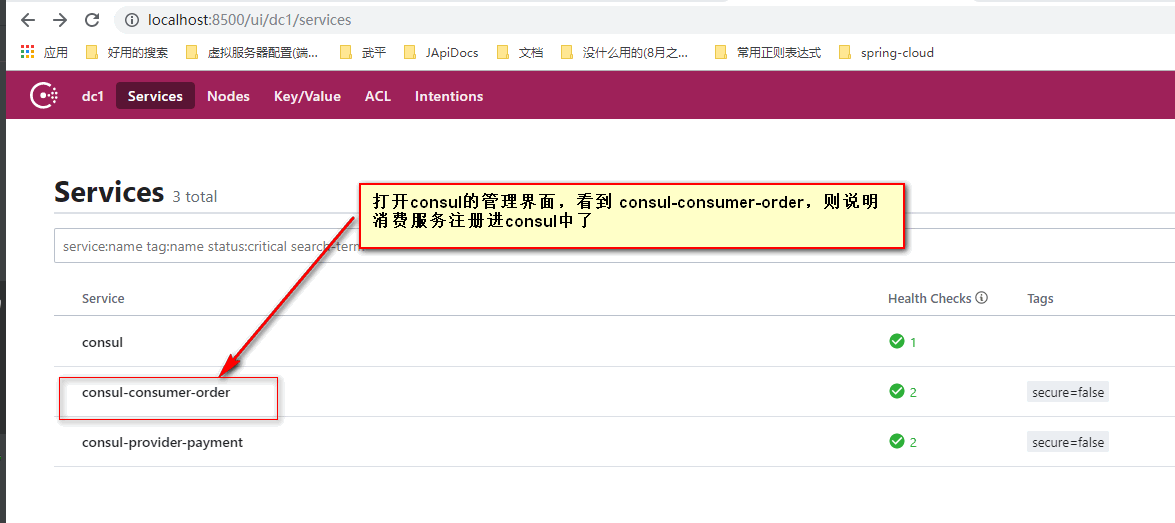 localhost:8500/ui/dc1/services
应用 好用的搜索 虚拟服务器配置(端... 武平 JApiDocs 文档 没什么用的(8月之... 常用正则表达式 spring-cloud
dc1 Services Nodes Key/Value ACL Intentions
Services 3 total
打开consul的管理界面，看到 consul-consumer-order，则说明
消费服务注册进consul中了
service:name tag:name status:critical search-term
Service Health Checks Tags
consul 1
consul-consumer-order 2 secure=false
consul-provider-payment 2 secure=false